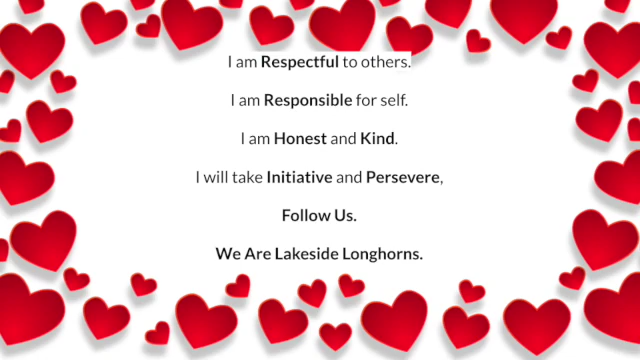 I am Respectful to others.
I am Responsible for self.
I am Honest and Kind.
I will take Initiative and Persevere,
Follow Us.
We Are Lakeside Longhorns.